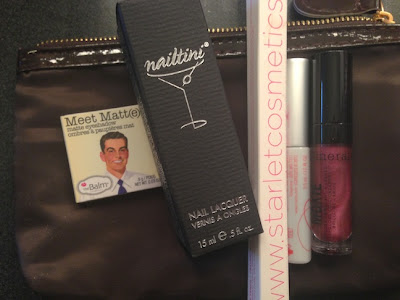 Meet Matt(e)
matte eyeshadow
ombres à paupières mat
theBalm
nailtini
NAIL LACQUER
VERNIS À ONGLES
15 ml e .5 fl. oz.
www.starletcosmetics.